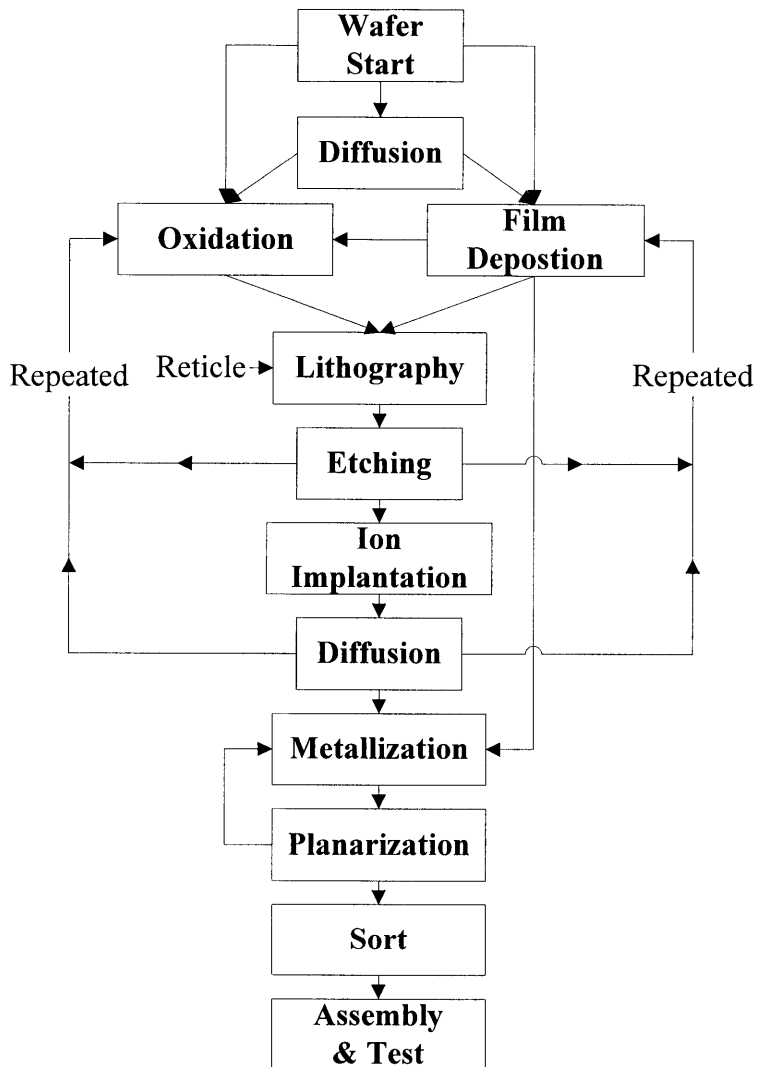 Wafer
Start
Diffusion
Oxidation
Film
Depostion
Reticle
Lithography
Repeated
Repeated
Etching
Ion
Implantation
Diffusion
Metallization
Planarization
Sort
Assembly
& Test